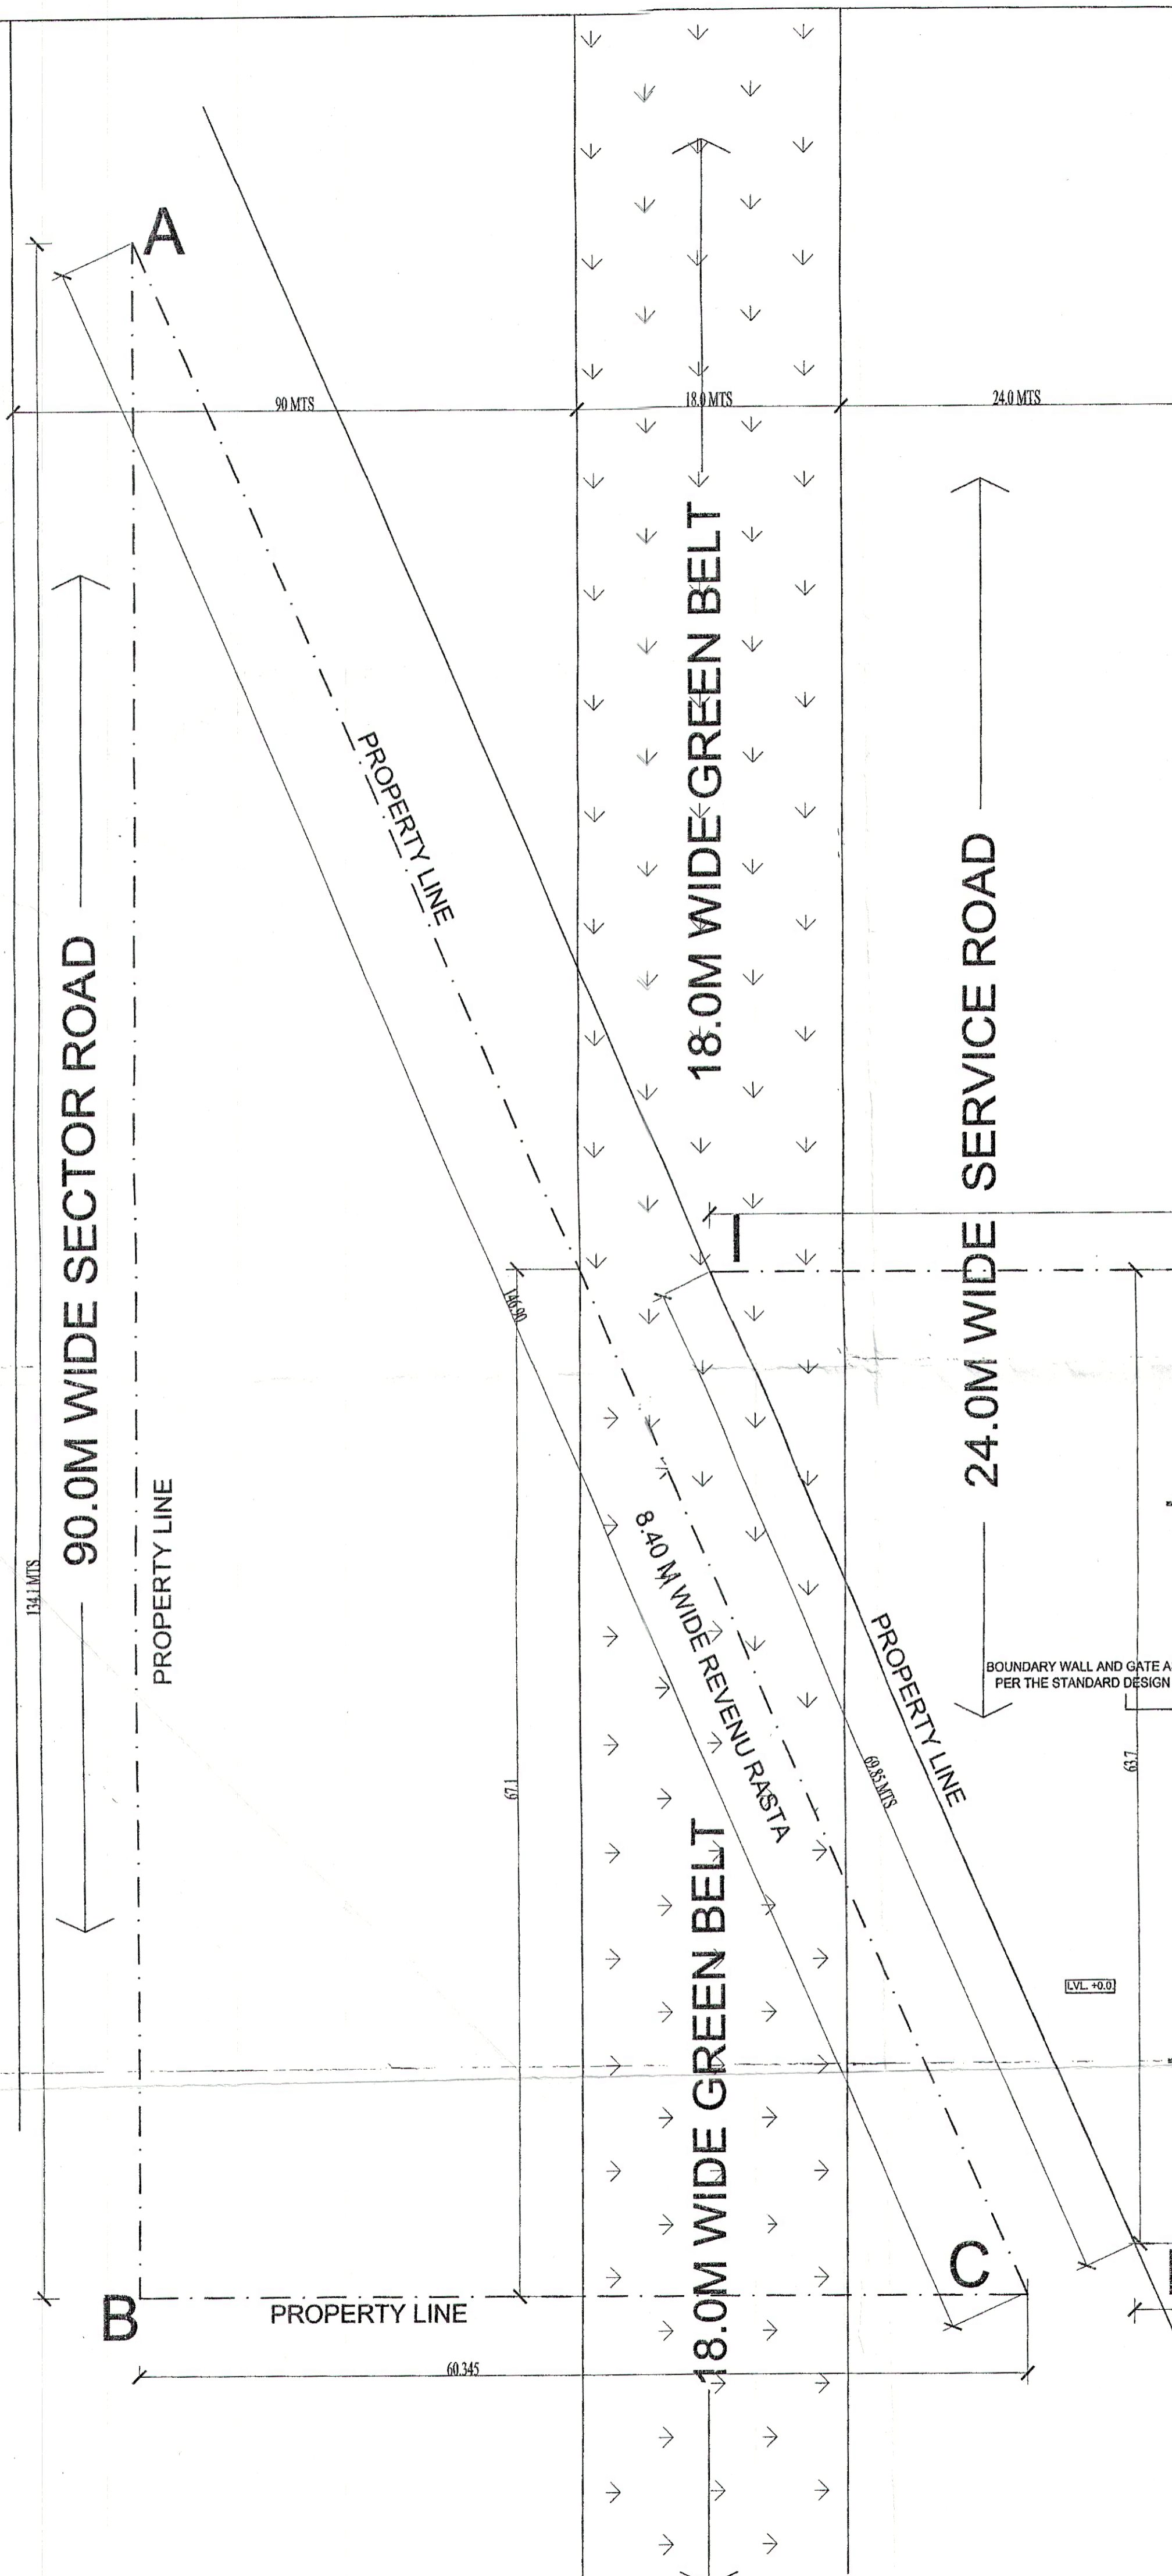 A
90 MTS
18.0 MTS
24.0 MTS
18.0M WIDE GREEN BELT
PROPERTY LINE
24.0M WIDE SERVICE ROAD
90.0M WIDE SECTOR ROAD
I
146.90
PROPERTY LINE
134.1 MTS
8.40 M WIDE REVENU RASTA
PROPERTY LINE
BOUNDARY WALL AND GATE A
PER THE STANDARD DESIGN
67.1
69.85 MTS
63.7
18.0M WIDE GREEN BELT
LVL. +0.0
C
B
PROPERTY LINE
60.345